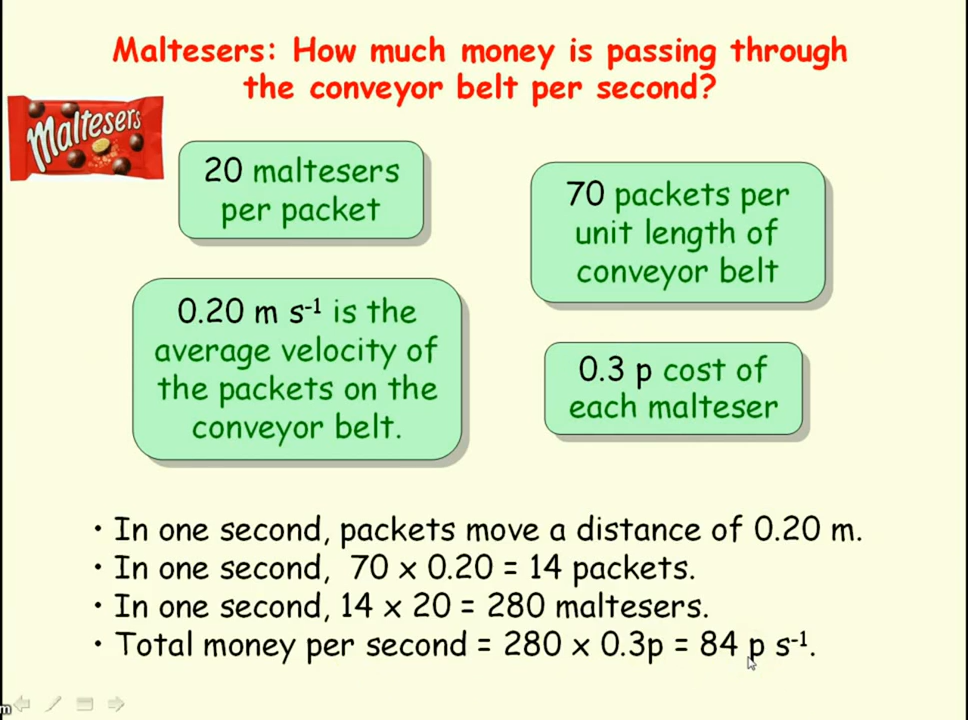 Maltesers: How much money is passing through
the conveyor belt per second?
Maltesers
20 maltesers
per packet
70 packets per
unit length of
conveyor belt
0.20 m s⁻¹ is the
average velocity of
the packets on the
conveyor belt.
0.3 p cost of
each malteser
• In one second, packets move a distance of 0.20 m.
• In one second, 70 x 0.20 = 14 packets.
• In one second, 14 x 20 = 280 maltesers.
• Total money per second = 280 x 0.3p = 84 p s⁻¹.